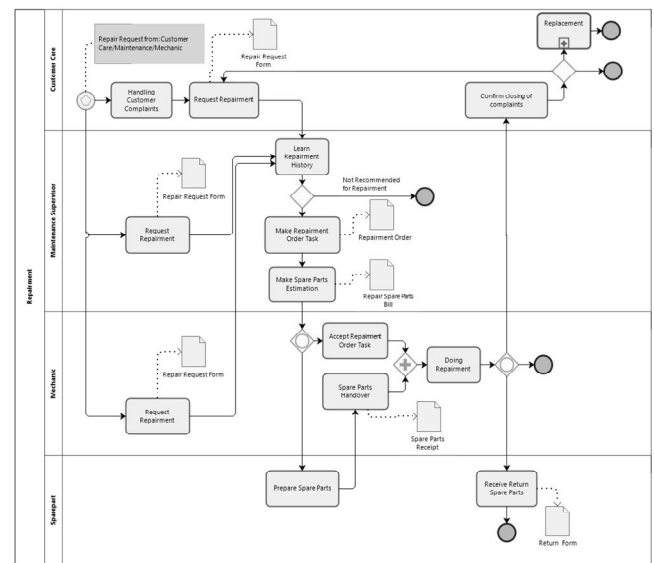 Repairment
Customer Care
Repair Request from: Customer
Care/Maintenance/Mechanic
Repair Request
Form
Replacement
Handling
Customer
Complaints
Request Repairment
Confirm closing of
complaints
Maintenance Supervisor
Learn
Repairment
History
Repair Request Form
Not Recommended
for Repairment
Request
Repairment
Make Repairment
Order Task
Repairment Order
Make Spare Parts
Estimation
Repair Spare Parts
Bill
Mechanic
Accept Repairment
Order Task
Repair Request Form
Doing
Repairment
Spare Parts
Handover
Request
Repairment
Spare Parts
Receipt
Sparepart
Prepare Spare Parts
Receive Return
Spare Parts
Return Form